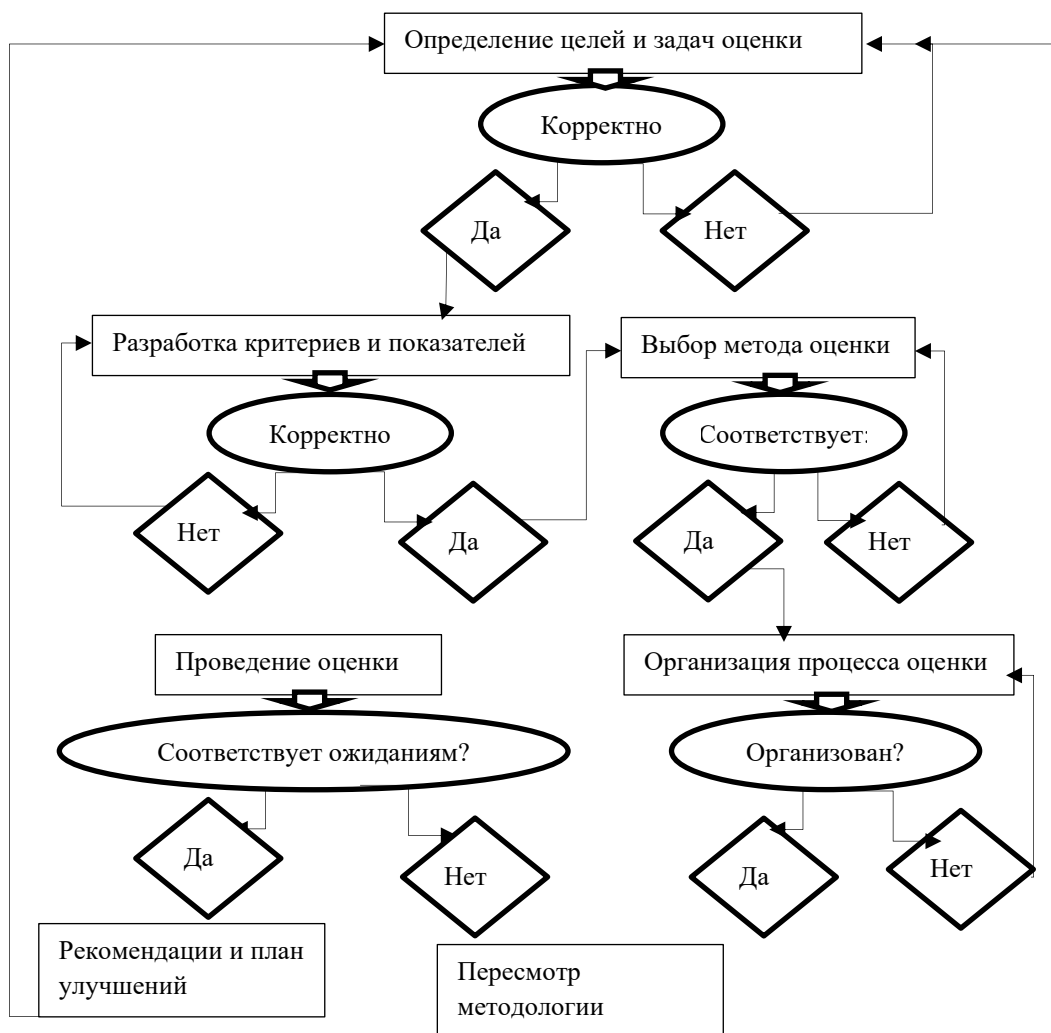 Определение целей и задач оценки
Корректно
Да
Нет
Разработка критериев и показателей
Выбор метода оценки
Корректно
Соответствует:
Нет
Да
Да
Нет
Проведение оценки
Организация процесса оценки
Соответствует ожиданиям?
Организован?
Да
Нет
Да
Нет
Рекомендации и план
улучшений
Пересмотр
методологии